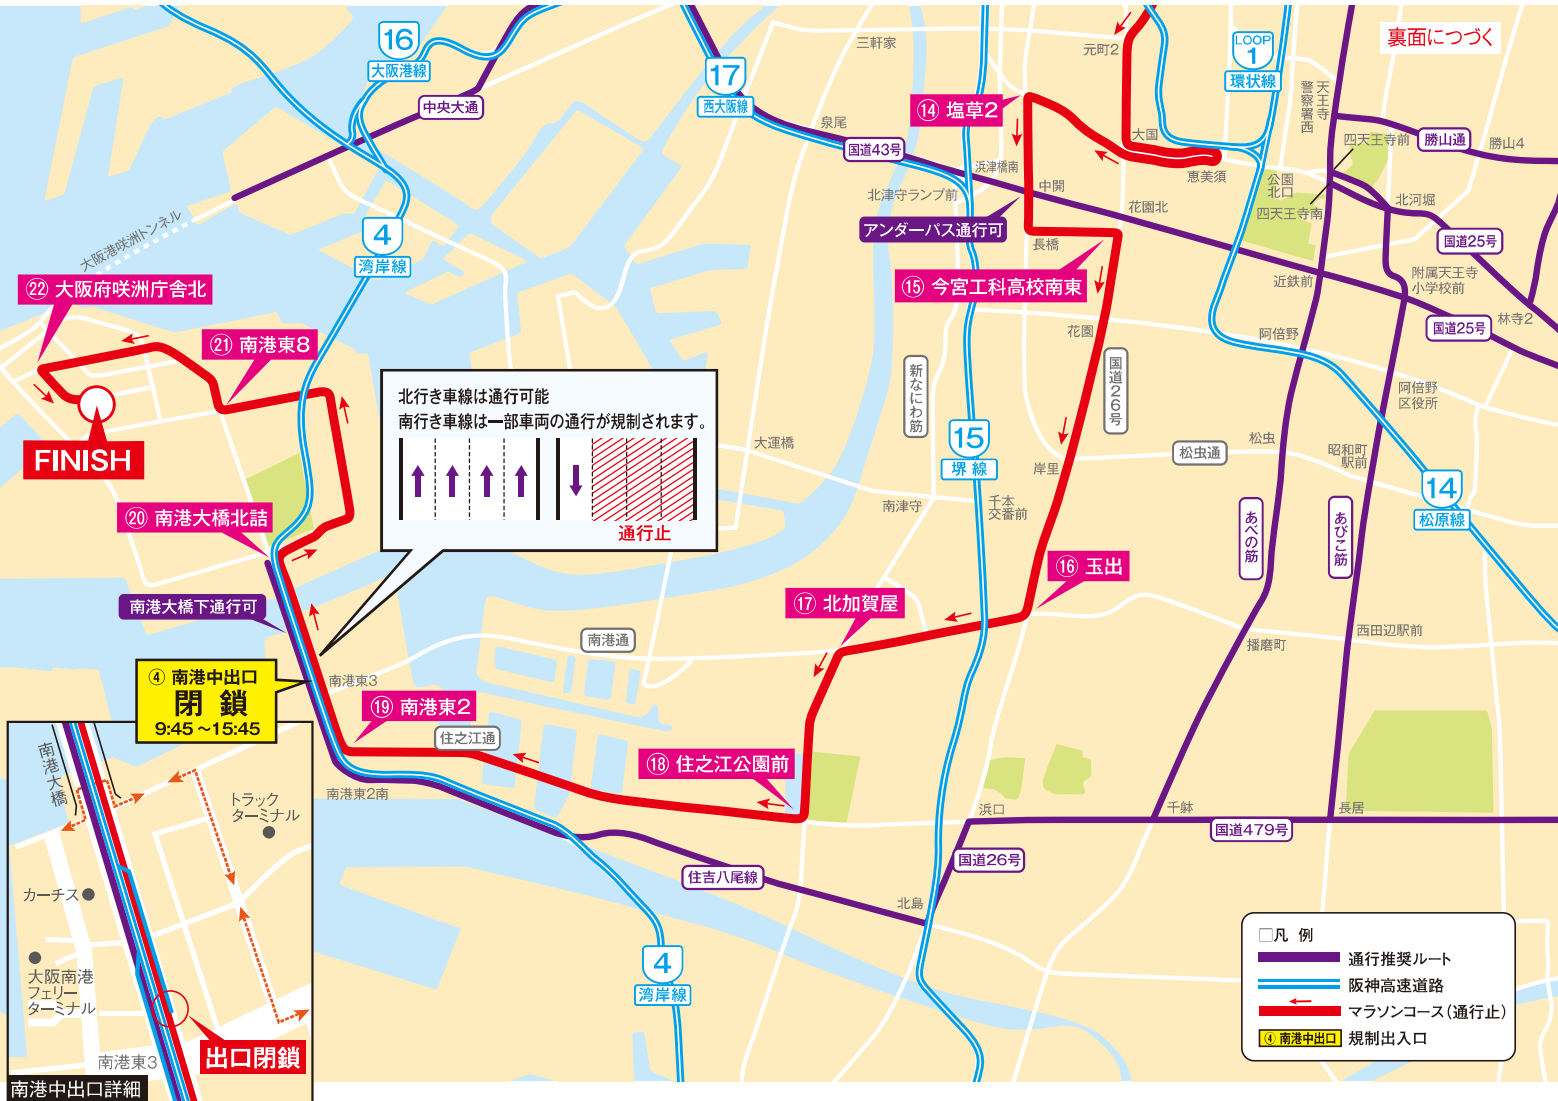 裏面につづく
16
大阪港線
中央大通
17
西大阪線
三軒家
元町2
LOOP
1
環状線
天王寺
警察署西
⑭ 塩草2
泉尾
国道43号
浜津橋南
北津守ランプ前
中開
アンダーパス通行可
長橋
大国
恵美須
花園北
公園
北口
四天王寺前
四天王寺南
勝山通
勝山4
北河堀
国道25号
近鉄前
附属天王寺
小学校前
国道25号
林寺2
大阪港咲洲トンネル
4
湾岸線
㉒ 大阪府咲洲庁舎北
㉑ 南港東8
FINISH
⑮ 今宮工科高校南東
花園
国道26号
新なにわ筋
阿倍野
阿倍野
区役所
北行き車線は通行可能
南行き車線は一部車両の通行が規制されます。
通行止
大運橋
15
堺線
岸里
松虫通
松虫
昭和町
駅前
14
松原線
南津守
千本
交番前
あべの筋
あびこ筋
⑳ 南港大橋北詰
南港大橋下通行可
⑯ 玉出
⑰ 北加賀屋
南港通
播磨町
西田辺駅前
④ 南港中出口
閉鎖
9:45～15:45
南港東3
⑲ 南港東2
住之江通
⑱ 住之江公園前
南港東2南
浜口
千躰
長居
国道479号
国道26号
住吉八尾線
北島
4
湾岸線
南港大橋
トラック
ターミナル
カーチス
大阪南港
フェリー
ターミナル
南港東3
出口閉鎖
南港中出口詳細
□凡 例
通行推奨ルート
阪神高速道路
マラソンコース(通行止)
④ 南港中出口 規制出入口